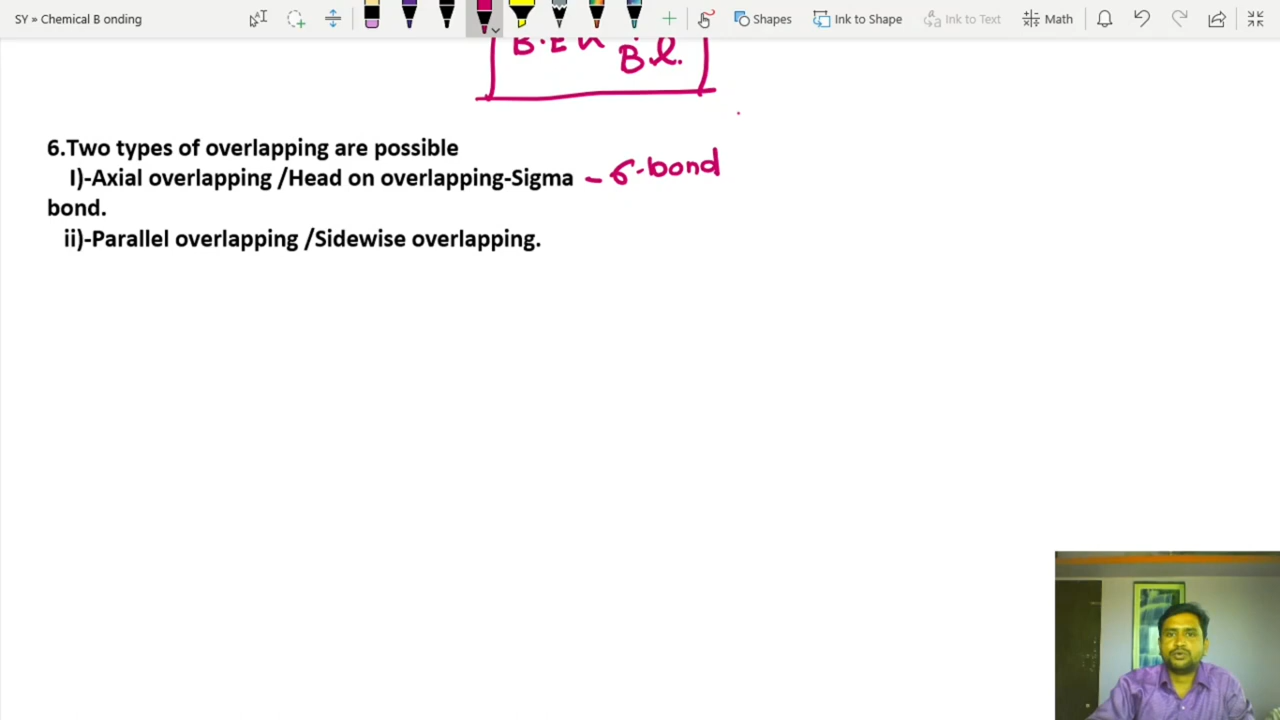 SY » Chemical B onding
Shapes
Ink to Shape
Ink to Text
Math
B.E α
B.l.
6.Two types of overlapping are possible
I)-Axial overlapping /Head on overlapping-Sigma - σ-bond
bond.
ii)-Parallel overlapping /Sidewise overlapping.